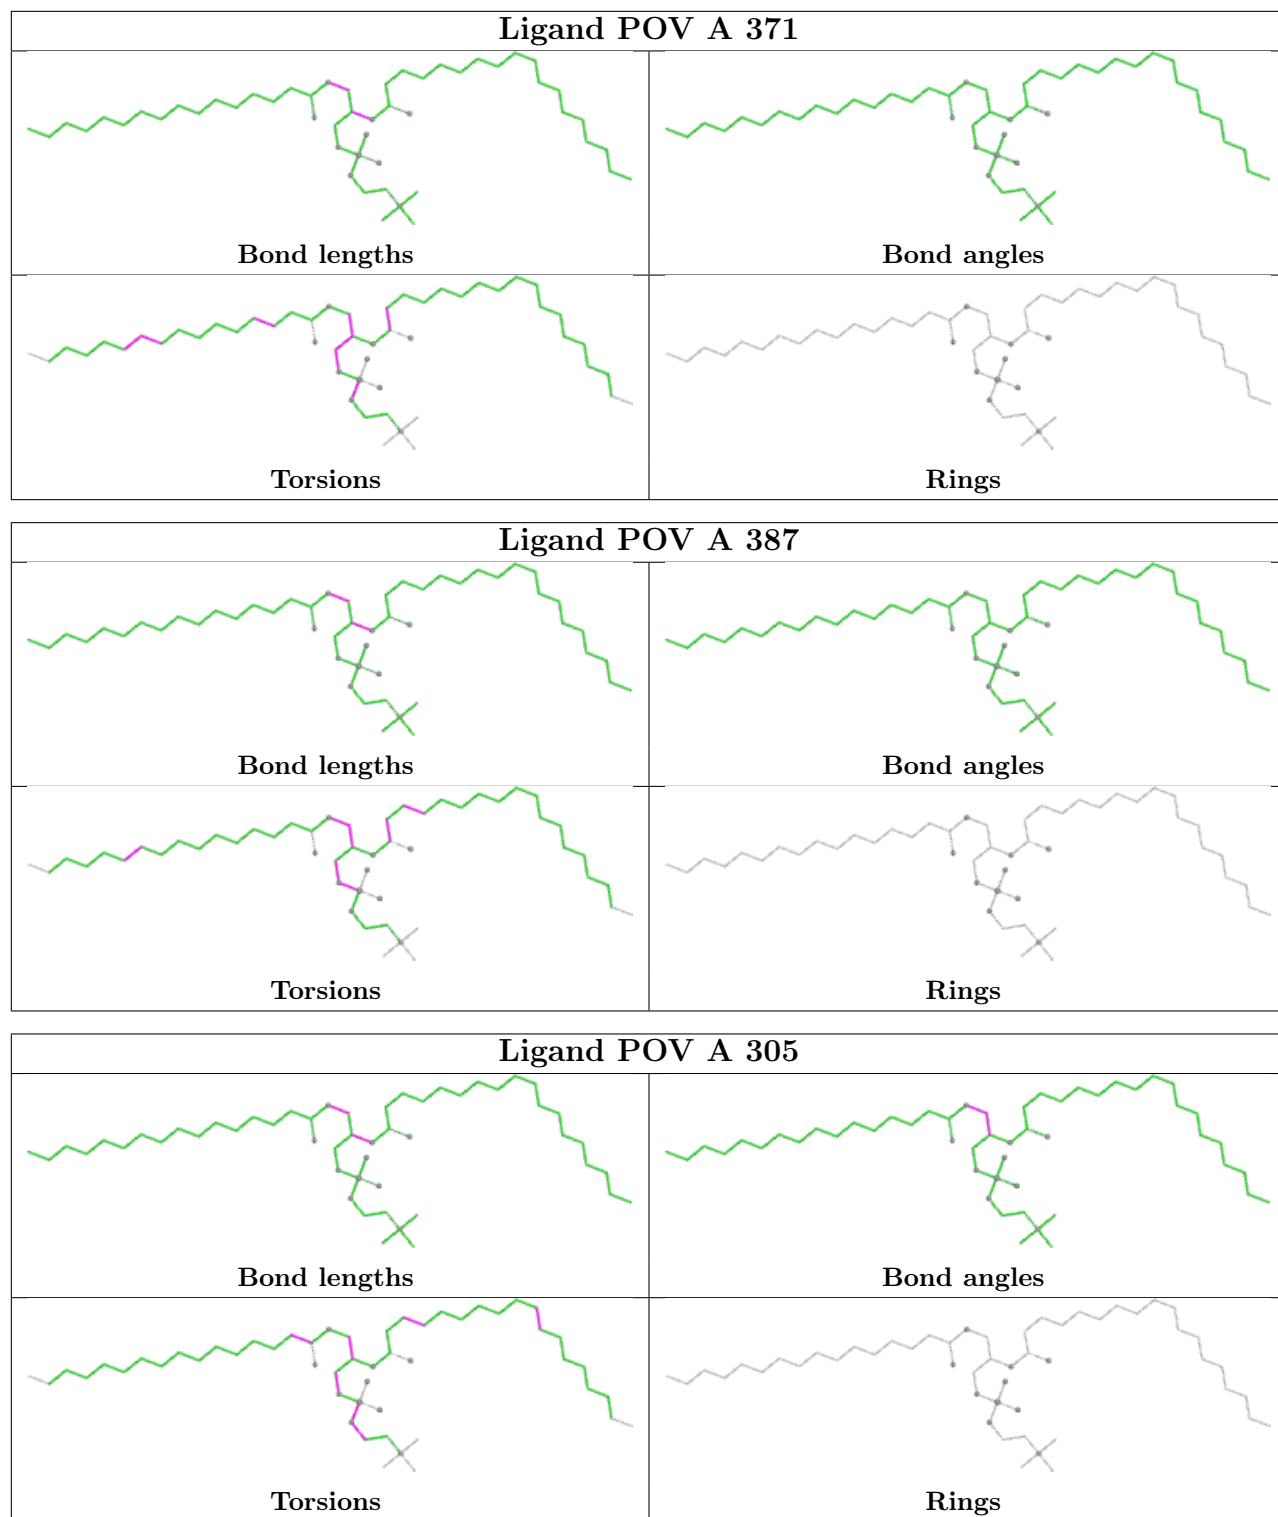 Ligand POV A 371
Bond lengths
Bond angles
Torsions
Rings
Ligand POV A 387
Bond lengths
Bond angles
Torsions
Rings
Ligand POV A 305
Bond lengths
Bond angles
Torsions
Rings